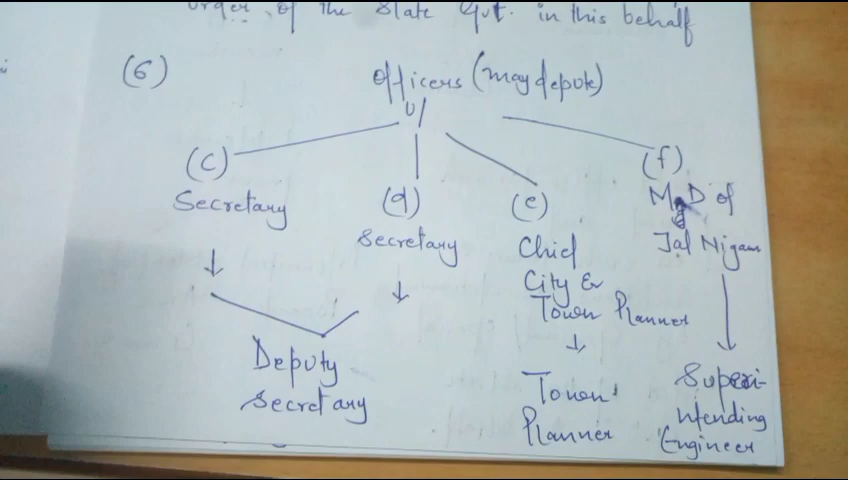 order of the State Gvt. in this behalf
(6) Officers (may depute)
u/
(c) (d) (e) (f)
Secretary
Secretary
Chief
City &
Town Planner
M.D of
Jal Nigam
Deputy
Secretary
Town
Planner
Superi-
ntending
Engineer